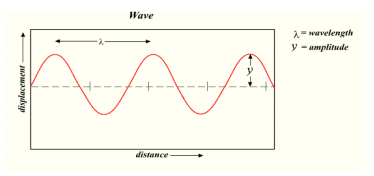 Wave
λ = wavelength
y = amplitude
λ
y
displacement
distance